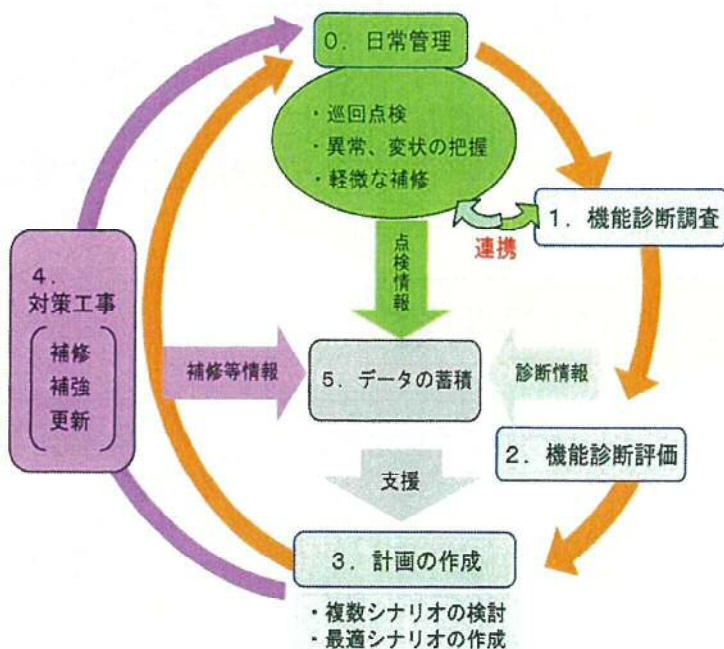 0．日常管理
・巡回点検
・異常、変状の把握
・軽微な補修
連携
1．機能診断調査
点検情報
4．
対策工事
補修
補強
更新
補修等情報
5．データの蓄積
診断情報
2．機能診断評価
支援
3．計画の作成
・複数シナリオの検討
・最適シナリオの作成